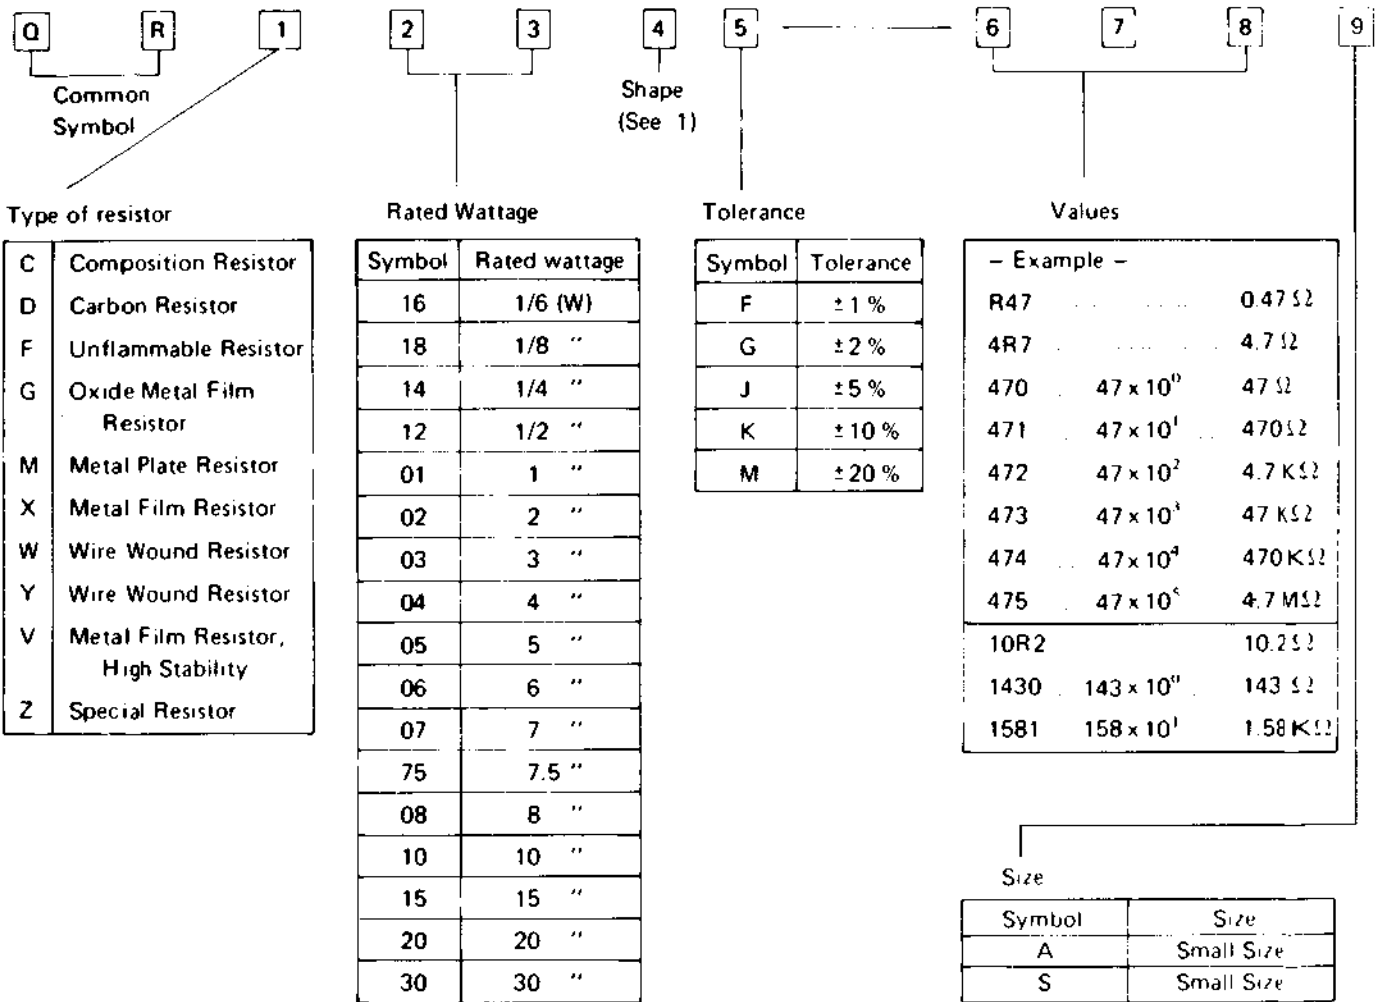 Q R 1 2 3 4 5 6 7 8 9
Common
Symbol
Shape
(See 1)
Type of resistor
C Composition Resistor
D Carbon Resistor
F Unflammable Resistor
G Oxide Metal Film
Resistor
M Metal Plate Resistor
X Metal Film Resistor
W Wire Wound Resistor
Y Wire Wound Resistor
V Metal Film Resistor,
High Stability
Z Special Resistor
Rated Wattage
Symbol Rated wattage
16 1/6 (W)
18 1/8 "
14 1/4 "
12 1/2 "
01 1 "
02 2 "
03 3 "
04 4 "
05 5 "
06 6 "
07 7 "
75 7.5 "
08 8 "
10 10 "
15 15 "
20 20 "
30 30 "
Tolerance
Symbol Tolerance
F ±1 %
G ±2 %
J ±5 %
K ±10 %
M ±20 %
Values
– Example –
R47 0.47 Ω
4R7 4.7 Ω
470 47 x 10⁰ 47 Ω
471 47 x 10¹ 470 Ω
472 47 x 10² 4.7 KΩ
473 47 x 10³ 47 KΩ
474 47 x 10⁴ 470 KΩ
475 47 x 10⁵ 4.7 MΩ
10R2 10.2 Ω
1430 143 x 10⁰ 143 Ω
1581 158 x 10¹ 1.58 KΩ
Size
Symbol Size
A Small Size
S Small Size